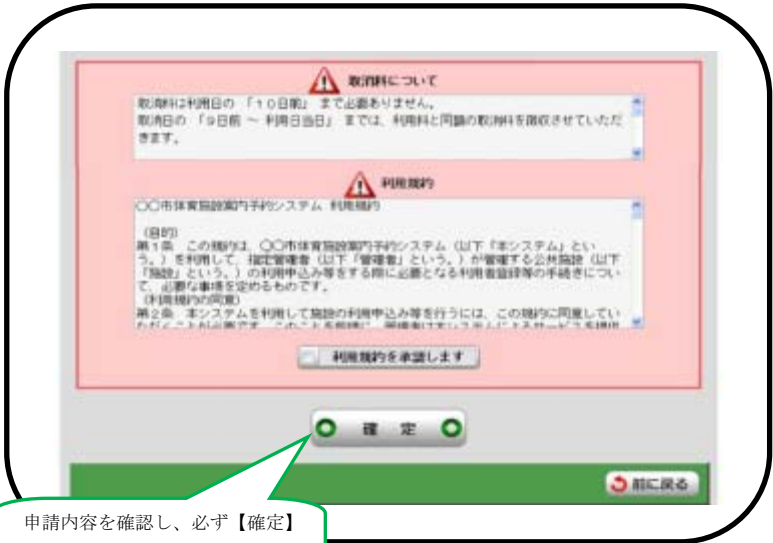 取消料について
取消料は利用日の 「10日前」 まで必要ありません。
取消日の 「9日前 ~ 利用日当日」 までは、利用料と同額の取消料を徴収させていただ
きます。
利用規約
〇〇市体育施設案内予約システム 利用規約
(目的)
第1条 この規約は、〇〇市体育施設案内予約システム(以下「本システム」とい
う。)を利用して、指定管理者(以下「管理者」という。)が管理する公共施設(以下
「施設」という。)の利用申込み等をする際に必要となる利用者登録等の手続きについ
て、必要な事項を定めるものです。
(利用規約の同意)
第2条 本システムを利用して施設の利用申込み等を行うには、この規約に同意してい
利用規約を承諾します
確 定
前に戻る
申請内容を確認し、必ず【確定】